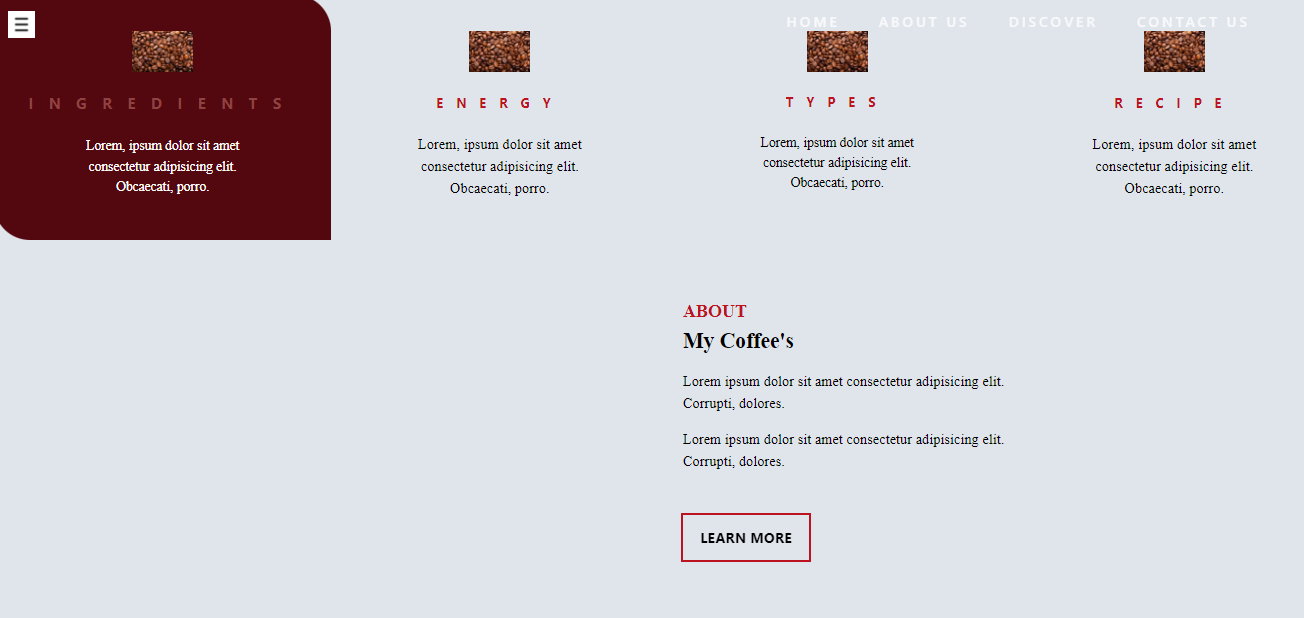 HOME ABOUT US DISCOVER CONTACT US
INGREDIENTS
Lorem, ipsum dolor sit amet
consectetur adipisicing elit.
Obcaecati, porro.
ENERGY
Lorem, ipsum dolor sit amet
consectetur adipisicing elit.
Obcaecati, porro.
TYPES
Lorem, ipsum dolor sit amet
consectetur adipisicing elit.
Obcaecati, porro.
RECIPE
Lorem, ipsum dolor sit amet
consectetur adipisicing elit.
Obcaecati, porro.
ABOUT
My Coffee's
Lorem ipsum dolor sit amet consectetur adipisicing elit.
Corrupti, dolores.
Lorem ipsum dolor sit amet consectetur adipisicing elit.
Corrupti, dolores.
LEARN MORE